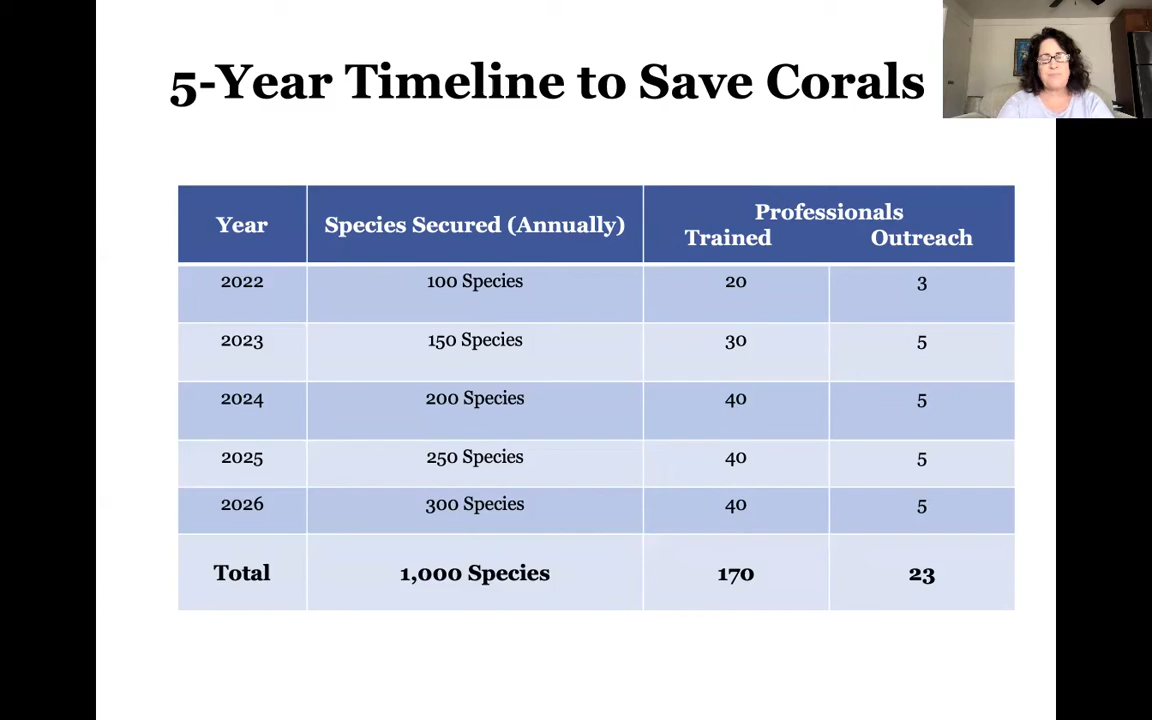 5-Year Timeline to Save Corals
Year Species Secured (Annually) Professionals
Trained Outreach
2022 100 Species 20 3
2023 150 Species 30 5
2024 200 Species 40 5
2025 250 Species 40 5
2026 300 Species 40 5
Total 1,000 Species 170 23